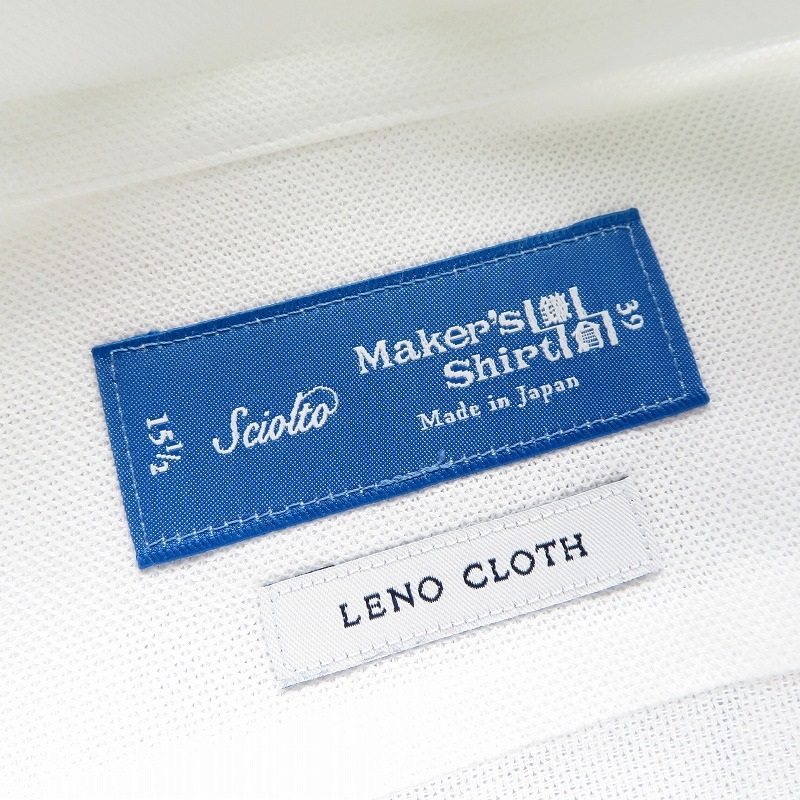 15½
Sciolto
Maker's 鎌
Shirt 倉
Made in Japan
39
LENO CLOTH